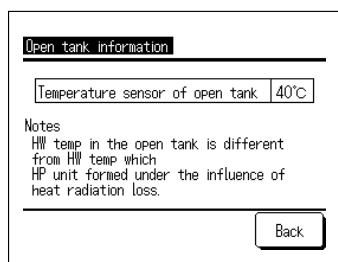 Open tank information
Temperature sensor of open tank 40℃
Notes
HW temp in the open tank is different
from HW temp which
HP unit formed under the influence of
heat radiation loss.
Back